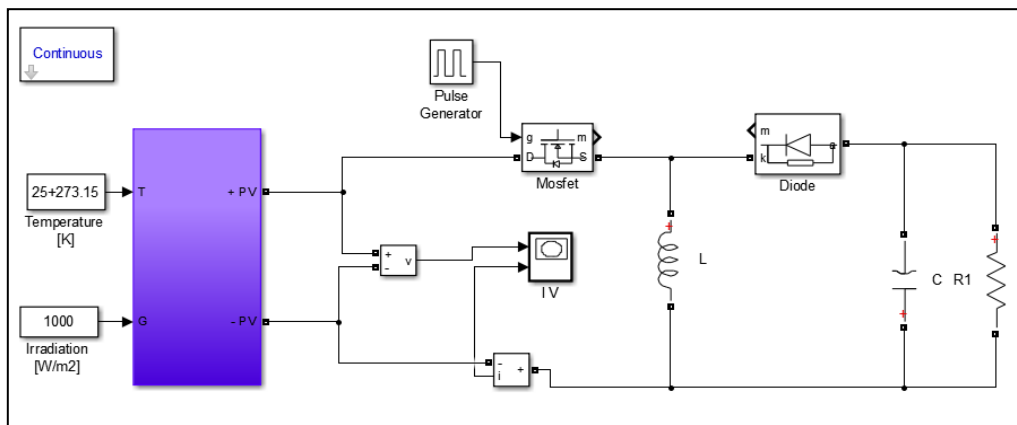 Continuous
Pulse
Generator
g
m
D
S
Mosfet
m
k
a
Diode
25+273.15
Temperature
[K]
T
+ PV
+
-
v
I V
+
L
+
C
R1
+
1000
Irradiation
[W/m2]
G
-PV
-
i
+